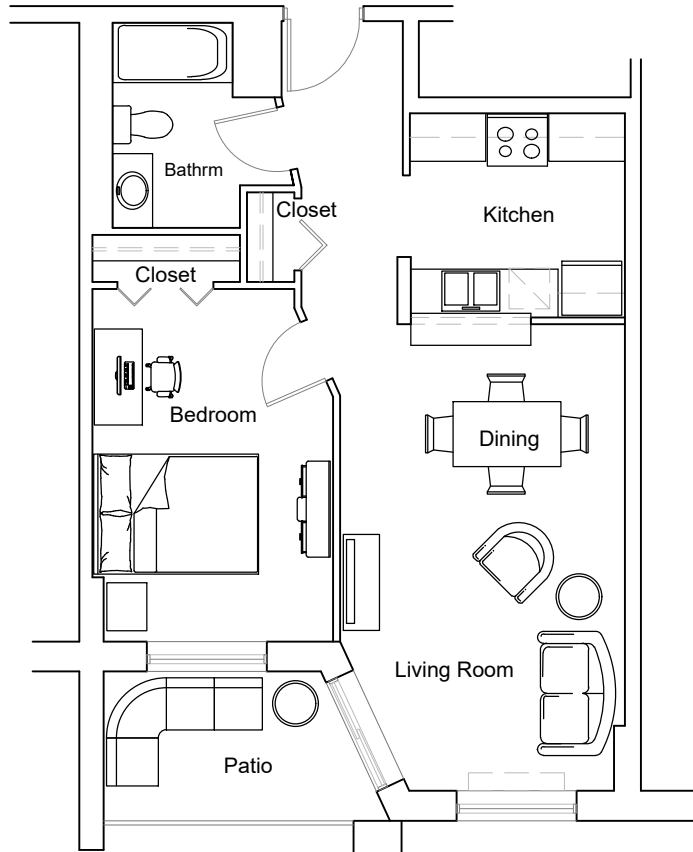 Bathrm
Closet
Kitchen
Closet
Bedroom
Dining
Living Room
Patio